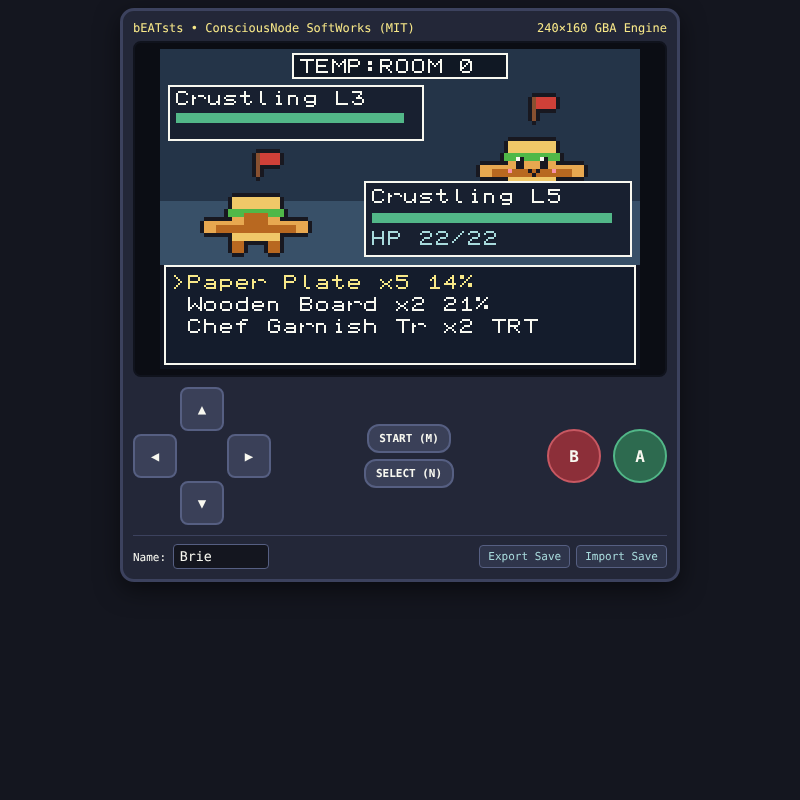 bEATsts • ConsciousNode SoftWorks (MIT)
240×160 GBA Engine
TEMP:ROOM 0
Crustling L3
Crustling L5
HP 22/22
>Paper Plate x5 14%
Wooden Board x2 21%
Chef Garnish Tr x2 TRT
▲
◀
▶
▼
START (M)
SELECT (N)
B
A
Name: Brie
Export Save
Import Save